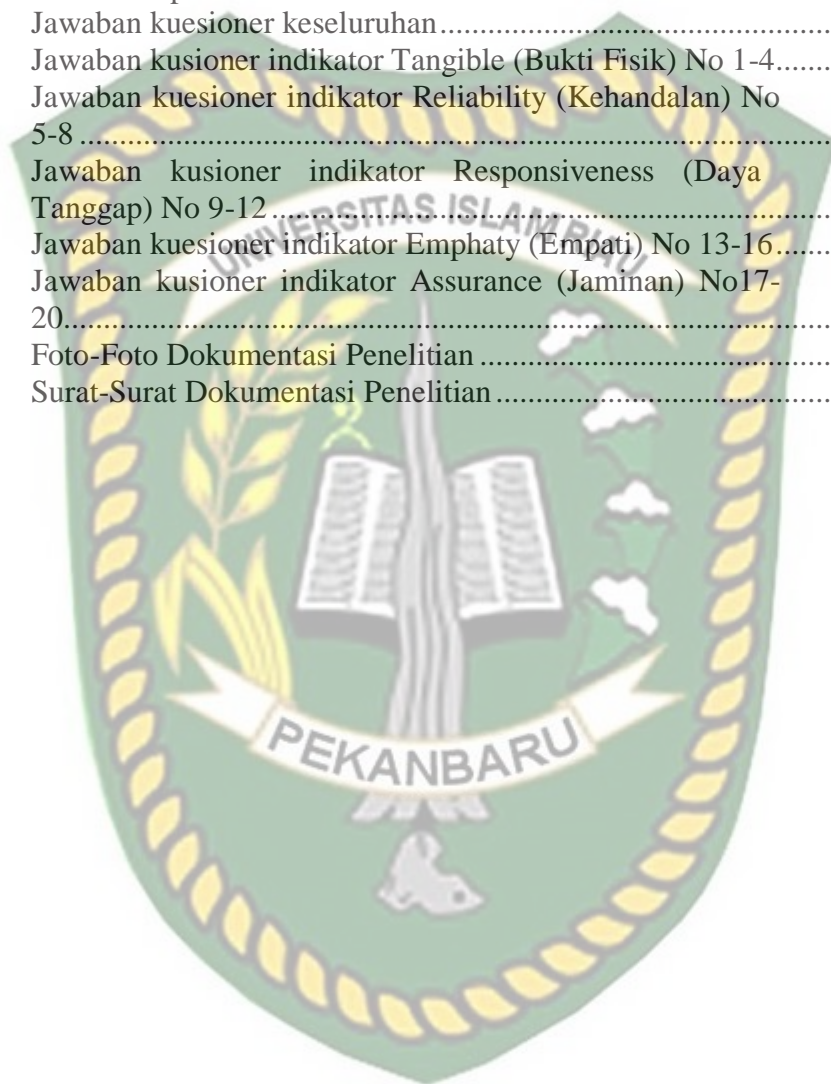 Jawaban kuesioner keseluruhan........................................................
Jawaban kusioner indikator Tangible (Bukti Fisik) No 1-4.......
Jawaban kuesioner indikator Reliability (Kehandalan) No
5-8 ...............................................................................................
Jawaban kusioner indikator Responsiveness (Daya
Tanggap) No 9-12 .......................................................................
Jawaban kuesioner indikator Emphaty (Empati) No 13-16.......
Jawaban kusioner indikator Assurance (Jaminan) No17-
20.................................................................................................
Foto-Foto Dokumentasi Penelitian .............................................
Surat-Surat Dokumentasi Penelitian ...........................................
UNIVERSITAS ISLAM RIAU
PEKANBARU